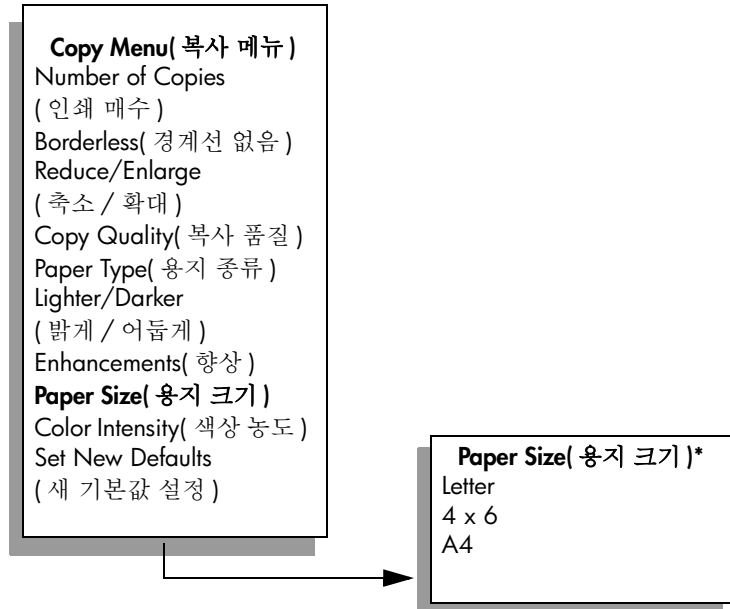 Copy Menu( 복사 메뉴 )
Number of Copies
( 인쇄 매수 )
Borderless( 경계선 없음 )
Reduce/Enlarge
( 축소 / 확대 )
Copy Quality( 복사 품질 )
Paper Type( 용지 종류 )
Lighter/Darker
( 밝게 / 어둡게 )
Enhancements( 향상 )
Paper Size( 용지 크기 )
Color Intensity( 색상 농도 )
Set New Defaults
( 새 기본값 설정 )
Paper Size( 용지 크기 )*
Letter
4 x 6
A4